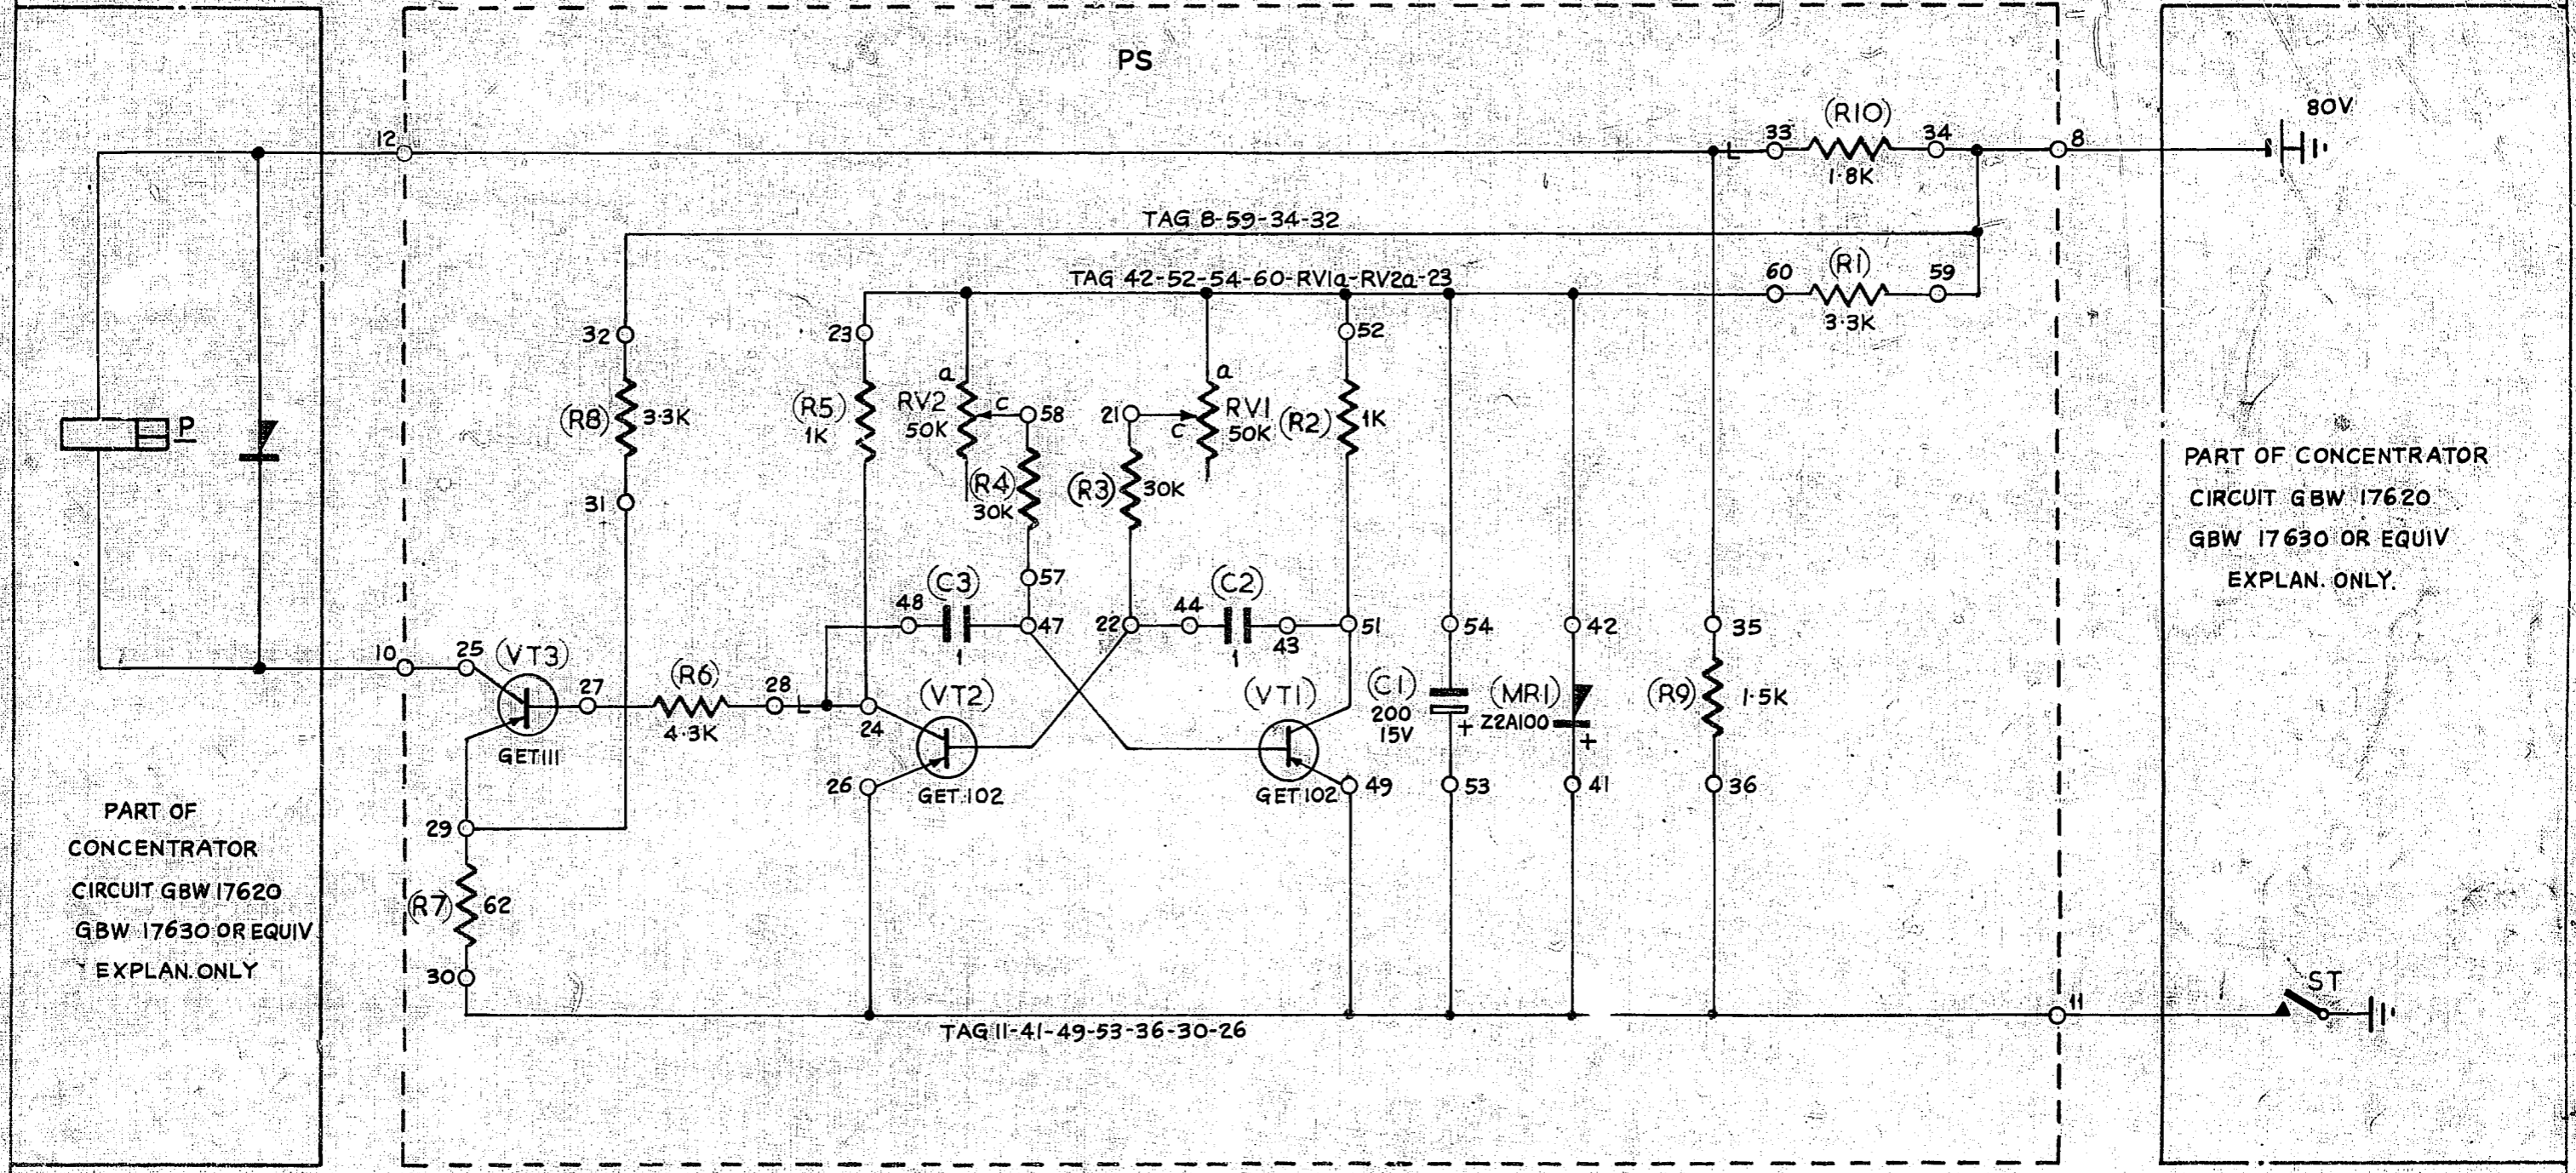 PS
12
33
(R10)
1·8K
34
8
80V
TAG 8-59-34-32
TAG 42-52-54-60-RV1a-RV2a-23
60
(R1)
3·3K
59
32
(R8)
3·3K
31
23
(R5)
1K
a
RV2
50K
c
58
(R4)
30K
57
21
a
RV1
50K
c
(R3)
30K
52
(R2)
1K
P
48
(C3)
1
47
22
44
(C2)
1
43
51
54
42
35
10
25
(VT3)
GET111
27
(R6)
4·3K
28
L
L
24
(VT2)
GET 102
26
(VT1)
GET 102
49
(C1)
200
15V
+
53
(MR1)
Z2A100
+
41
(R9)
1·5K
36
29
(R7)
62
30
TAG 11-41-49-53-36-30-26
11
ST
PART OF
CONCENTRATOR
CIRCUIT GBW 17620
GBW 17630 OR EQUIV
EXPLAN. ONLY
PART OF CONCENTRATOR
CIRCUIT GBW 17620
GBW 17630 OR EQUIV
EXPLAN. ONLY.